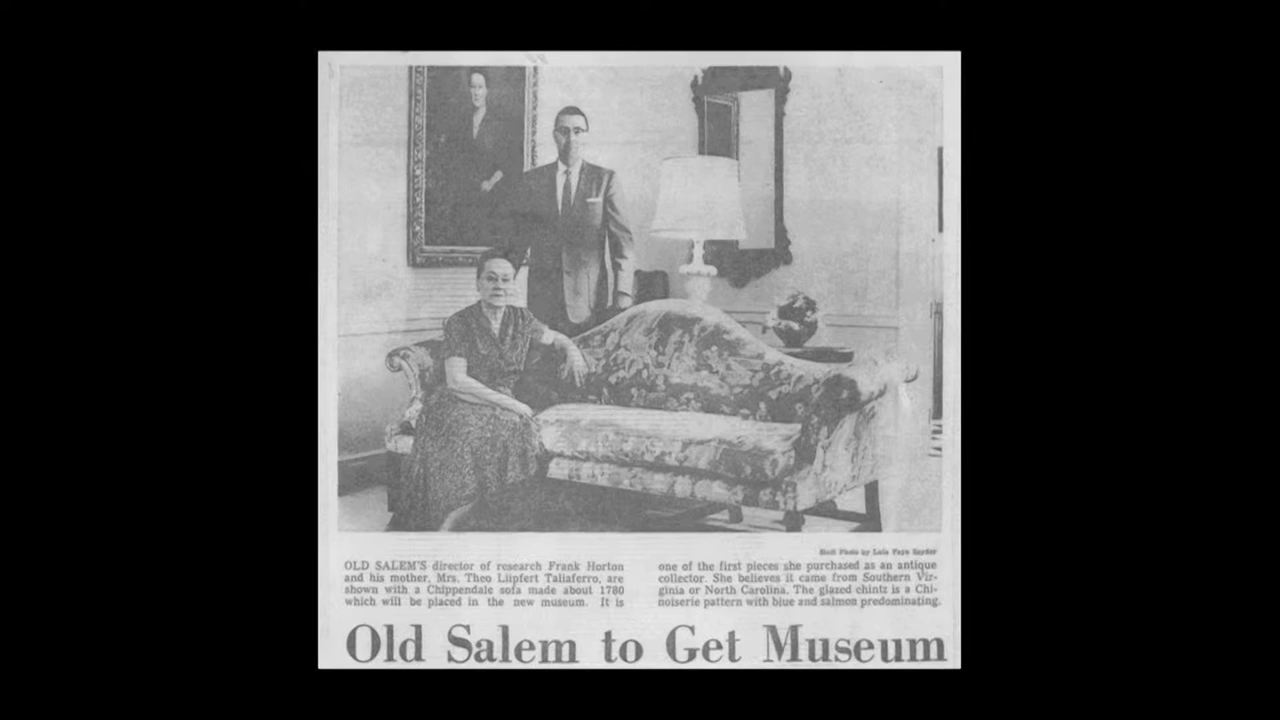 Staff Photo by Lula Faye Snyder
OLD SALEM'S director of research Frank Horton
and his mother, Mrs. Theo Liipfert Taliaferro, are
shown with a Chippendale sofa made about 1780
which will be placed in the new museum. It is
one of the first pieces she purchased as an antique
collector. She believes it came from Southern Vir-
ginia or North Carolina. The glazed chintz is a Chi-
noiserie pattern with blue and salmon predominating.
Old Salem to Get Museum